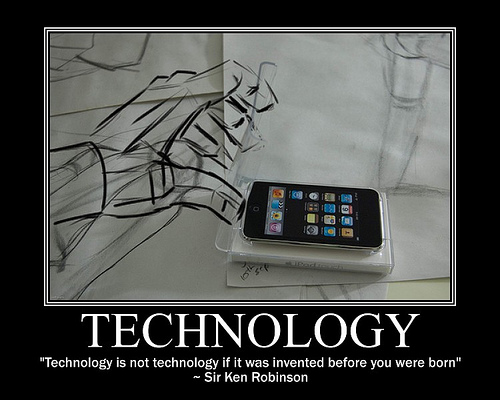 TECHNOLOGY
"Technology is not technology if it was invented before you were born"
~ Sir Ken Robinson